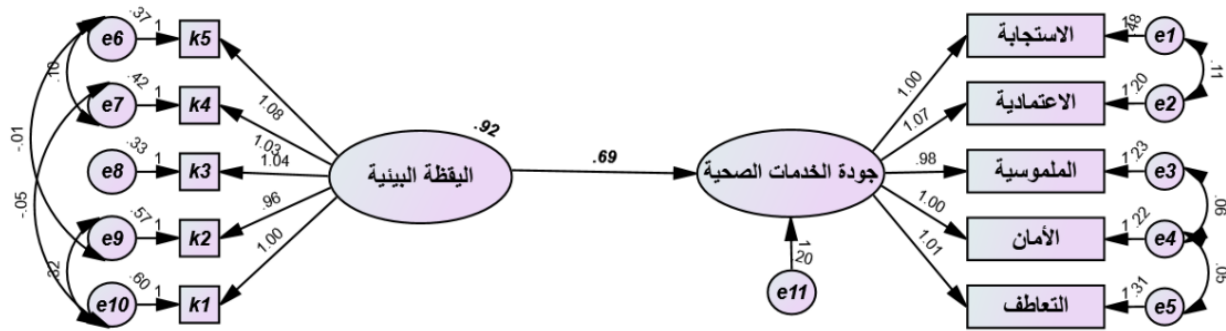 e6 .37 1 k5
e7 .42 1 k4
e8 .33 1 k3
e9 .57 1 k2
e10 .60 1 k1
.10
-.01
-.05
.32
1.08
1.03
1.04
.96
1.00
اليقظة البيئية
.92
.69
جودة الخدمات الصحية
1
.20
e11
1.00
1.07
.98
1.00
1.01
الاستجابة 1 .48 e1
الاعتمادية 1 .20 e2
الملموسية 1 .23 e3
الأمان 1 .22 e4
التعاطف 1 .31 e5
.11
.06
.05